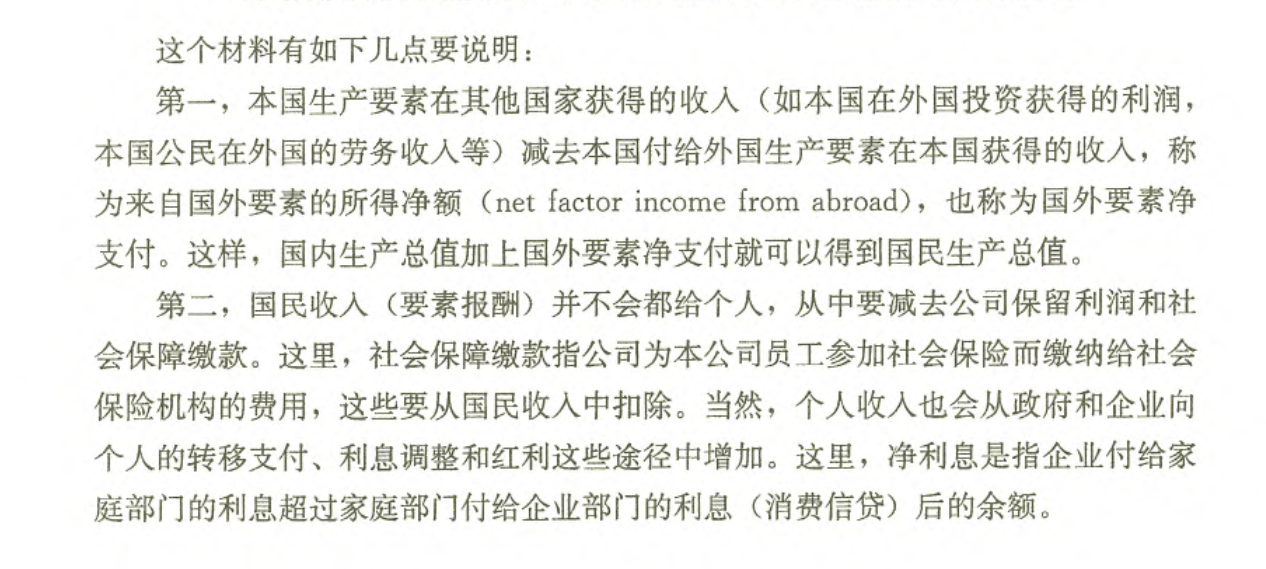 这个材料有如下几点要说明：
第一，本国生产要素在其他国家获得的收入（如本国在外国投资获得的利润，
本国公民在外国的劳务收入等）减去本国付给外国生产要素在本国获得的收入，称
为来自国外要素的所得净额（net factor income from abroad），也称为国外要素净
支付。这样，国内生产总值加上国外要素净支付就可以得到国民生产总值。
第二，国民收入（要素报酬）并不会都给个人，从中要减去公司保留利润和社
会保障缴款。这里，社会保障缴款指公司为本公司员工参加社会保险而缴纳给社会
保险机构的费用，这些要从国民收入中扣除。当然，个人收入也会从政府和企业向
个人的转移支付、利息调整和红利这些途径中增加。这里，净利息是指企业付给家
庭部门的利息超过家庭部门付给企业部门的利息（消费信贷）后的余额。